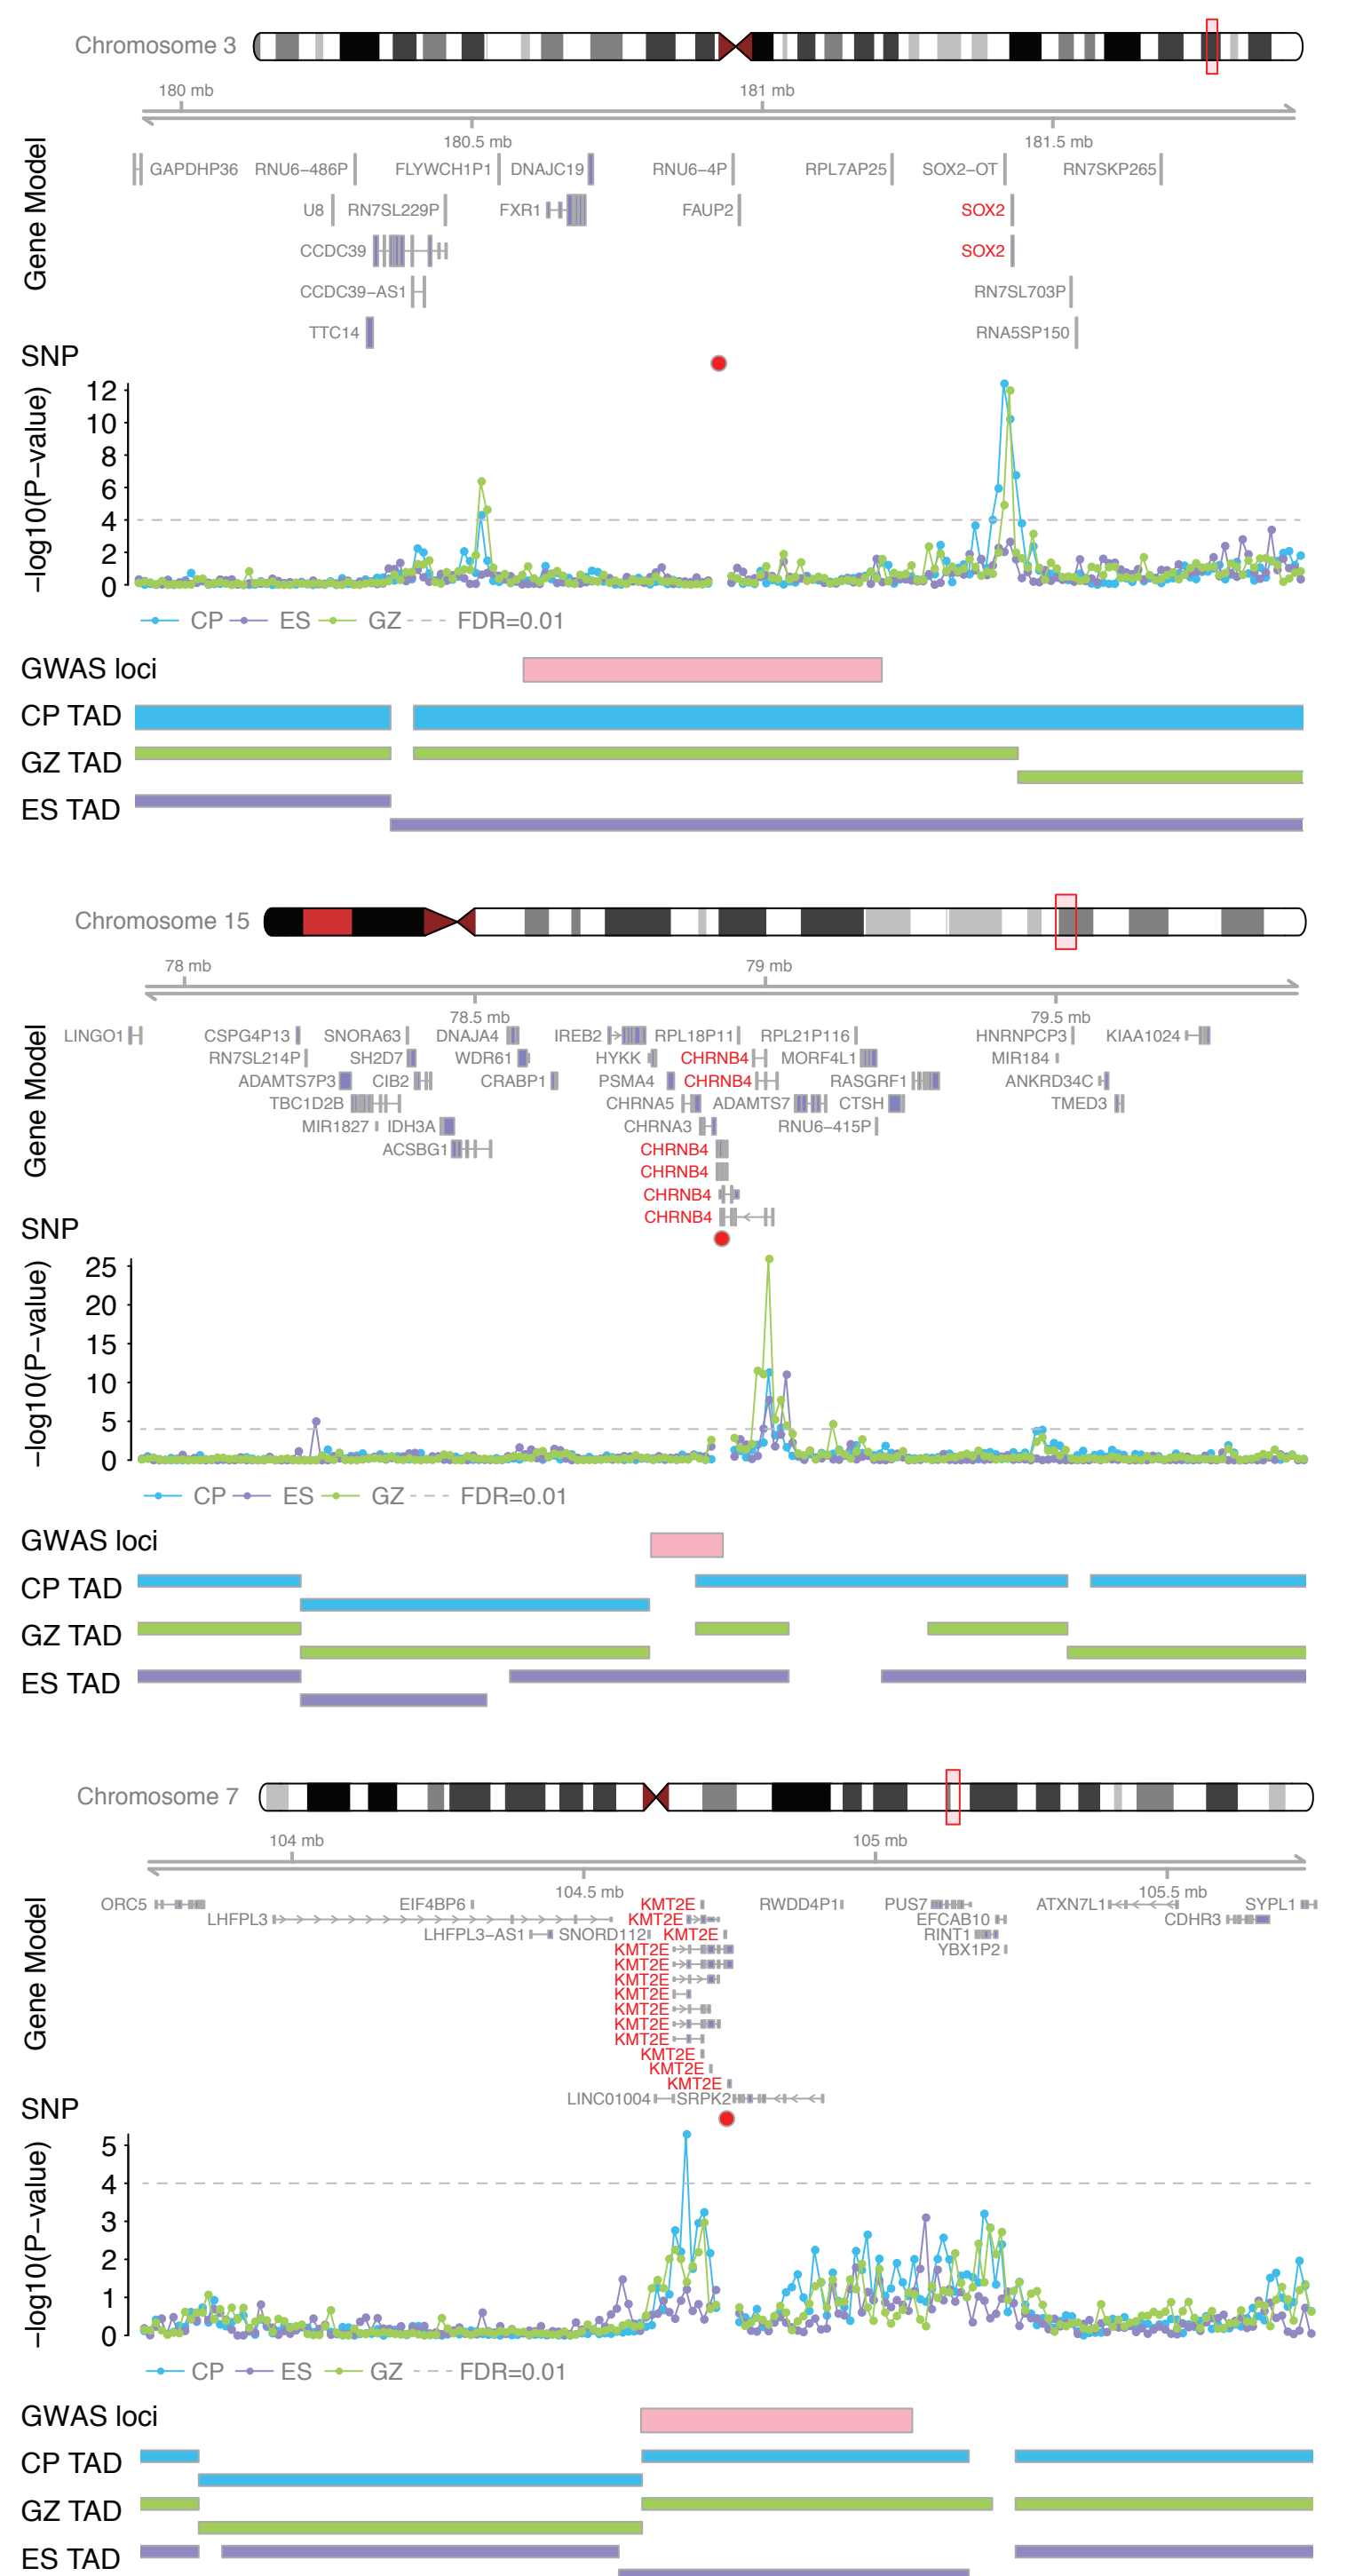 Chromosome 3
180 mb 181 mb
180.5 mb 181.5 mb
Gene Model
GAPDHP36 RNU6−486P FLYWCH1P1 DNAJC19 RNU6−4P RPL7AP25 SOX2−OT RN7SKP265
U8 RN7SL229P FXR1 FAUP2 SOX2
CCDC39 SOX2
CCDC39−AS1 RN7SL703P
TTC14 RNA5SP150
SNP
−log10(P−value)
12
10
8
6
4
2
0
CP ES GZ FDR=0.01
GWAS loci
CP TAD
GZ TAD
ES TAD
Chromosome 15
78 mb 79 mb
78.5 mb 79.5 mb
Gene Model
LINGO1 CSPG4P13 SNORA63 DNAJA4 IREB2 RPL18P11 RPL21P116 HNRNPCP3 KIAA1024
RN7SL214P SH2D7 WDR61 HYKK CHRNB4 MORF4L1 MIR184
ADAMTS7P3 CIB2 CRABP1 PSMA4 CHRNB4 RASGRF1 ANKRD34C
TBC1D2B CHRNA5 ADAMTS7 CTSH TMED3
MIR1827 IDH3A CHRNA3 RNU6−415P
ACSBG1 CHRNB4
CHRNB4
CHRNB4
CHRNB4
SNP
−log10(P−value)
25
20
15
10
5
0
CP ES GZ FDR=0.01
GWAS loci
CP TAD
GZ TAD
ES TAD
Chromosome 7
104 mb 105 mb
104.5 mb 105.5 mb
Gene Model
ORC5 EIF4BP6 KMT2E RWDD4P1 PUS7 ATXN7L1 SYPL1
LHFPL3 KMT2E EFCAB10 CDHR3
LHFPL3−AS1 SNORD112 KMT2E RINT1
KMT2E YBX1P2
KMT2E
KMT2E
KMT2E
KMT2E
KMT2E
KMT2E
KMT2E
KMT2E
KMT2E
LINC01004 SRPK2
SNP
−log10(P−value)
5
4
3
2
1
0
CP ES GZ FDR=0.01
GWAS loci
CP TAD
GZ TAD
ES TAD